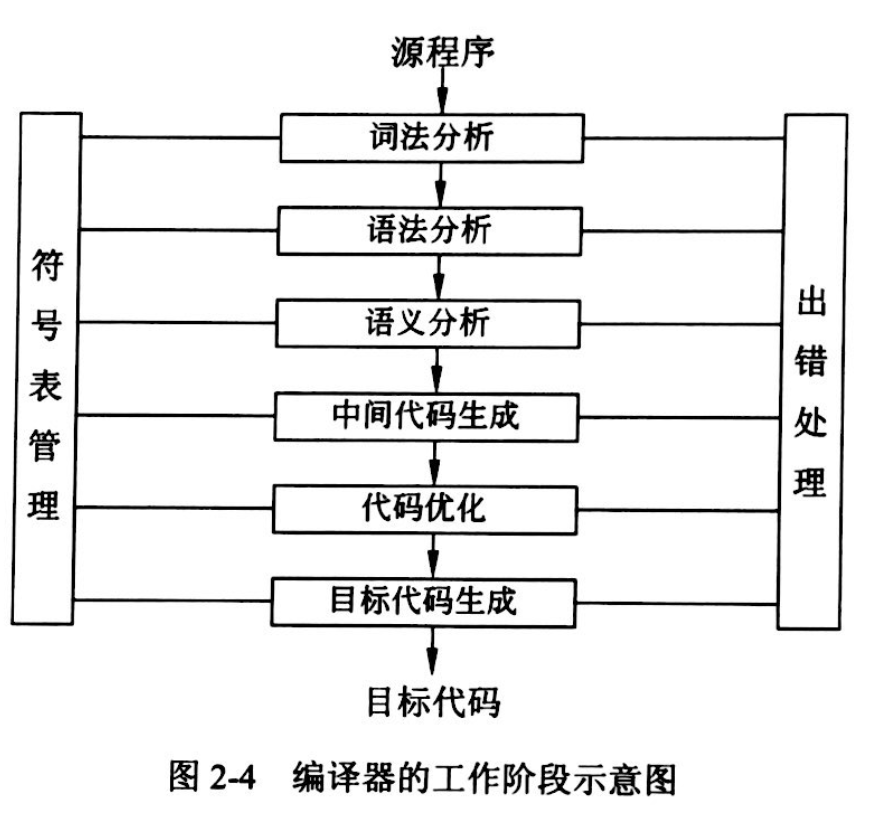 源程序
词法分析
语法分析
语义分析
中间代码生成
代码优化
目标代码生成
目标代码
符号表管理
出错处理
图 2-4 编译器的工作阶段示意图